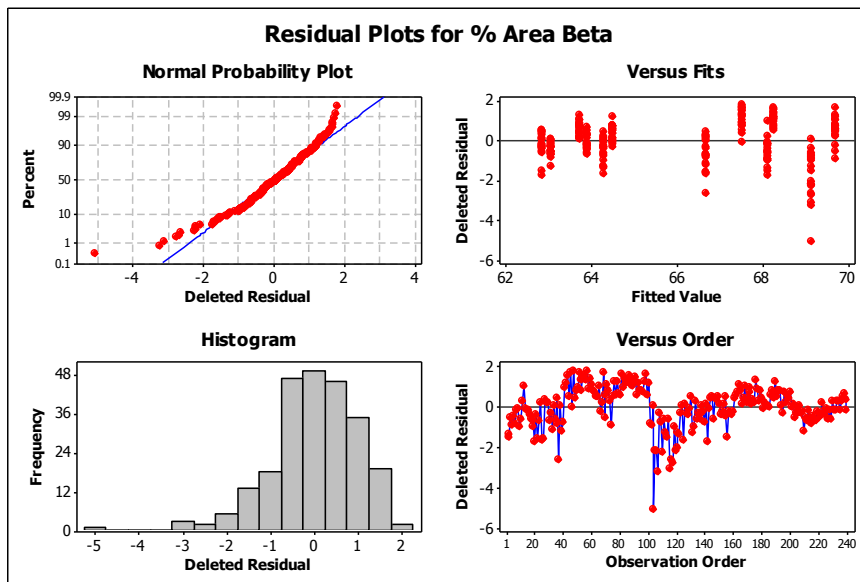 Residual Plots for % Area Beta
Normal Probability Plot
99.9
99
90
50
10
1
0.1
Percent
-4 -2 0 2 4
Deleted Residual
Versus Fits
2
0
-2
-4
-6
Deleted Residual
62 64 66 68 70
Fitted Value
Histogram
48
36
24
12
0
Frequency
-5 -4 -3 -2 -1 0 1 2
Deleted Residual
Versus Order
2
0
-2
-4
-6
Deleted Residual
1 20 40 60 80 100 120 140 160 180 200 220 240
Observation Order